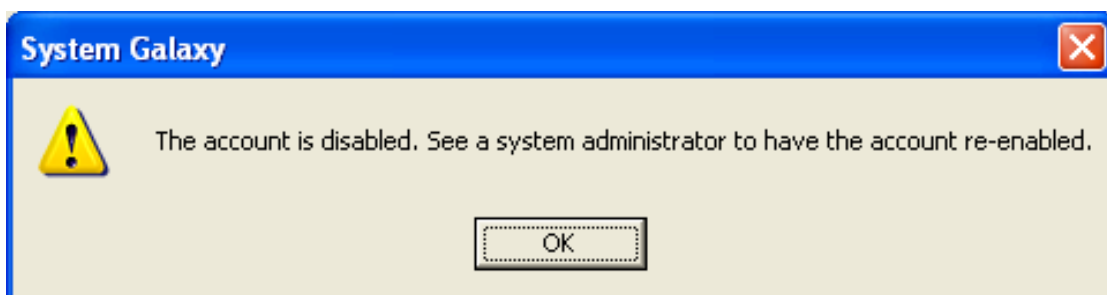 System Galaxy
The account is disabled. See a system administrator to have the account re-enabled.
OK